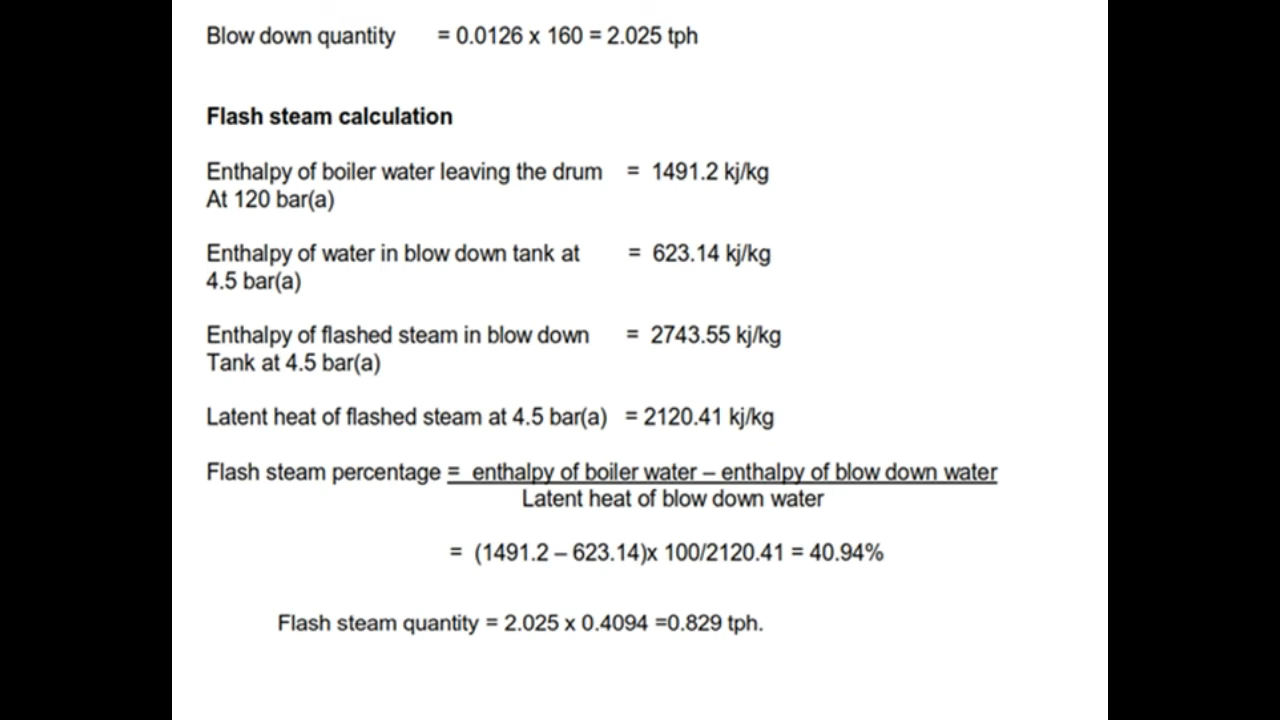 Blow down quantity = 0.0126 x 160 = 2.025 tph
Flash steam calculation
Enthalpy of boiler water leaving the drum = 1491.2 kj/kg
At 120 bar(a)
Enthalpy of water in blow down tank at = 623.14 kj/kg
4.5 bar(a)
Enthalpy of flashed steam in blow down = 2743.55 kj/kg
Tank at 4.5 bar(a)
Latent heat of flashed steam at 4.5 bar(a) = 2120.41 kj/kg
Flash steam percentage = enthalpy of boiler water – enthalpy of blow down water
Latent heat of blow down water
= (1491.2 – 623.14)x 100/2120.41 = 40.94%
Flash steam quantity = 2.025 x 0.4094 =0.829 tph.